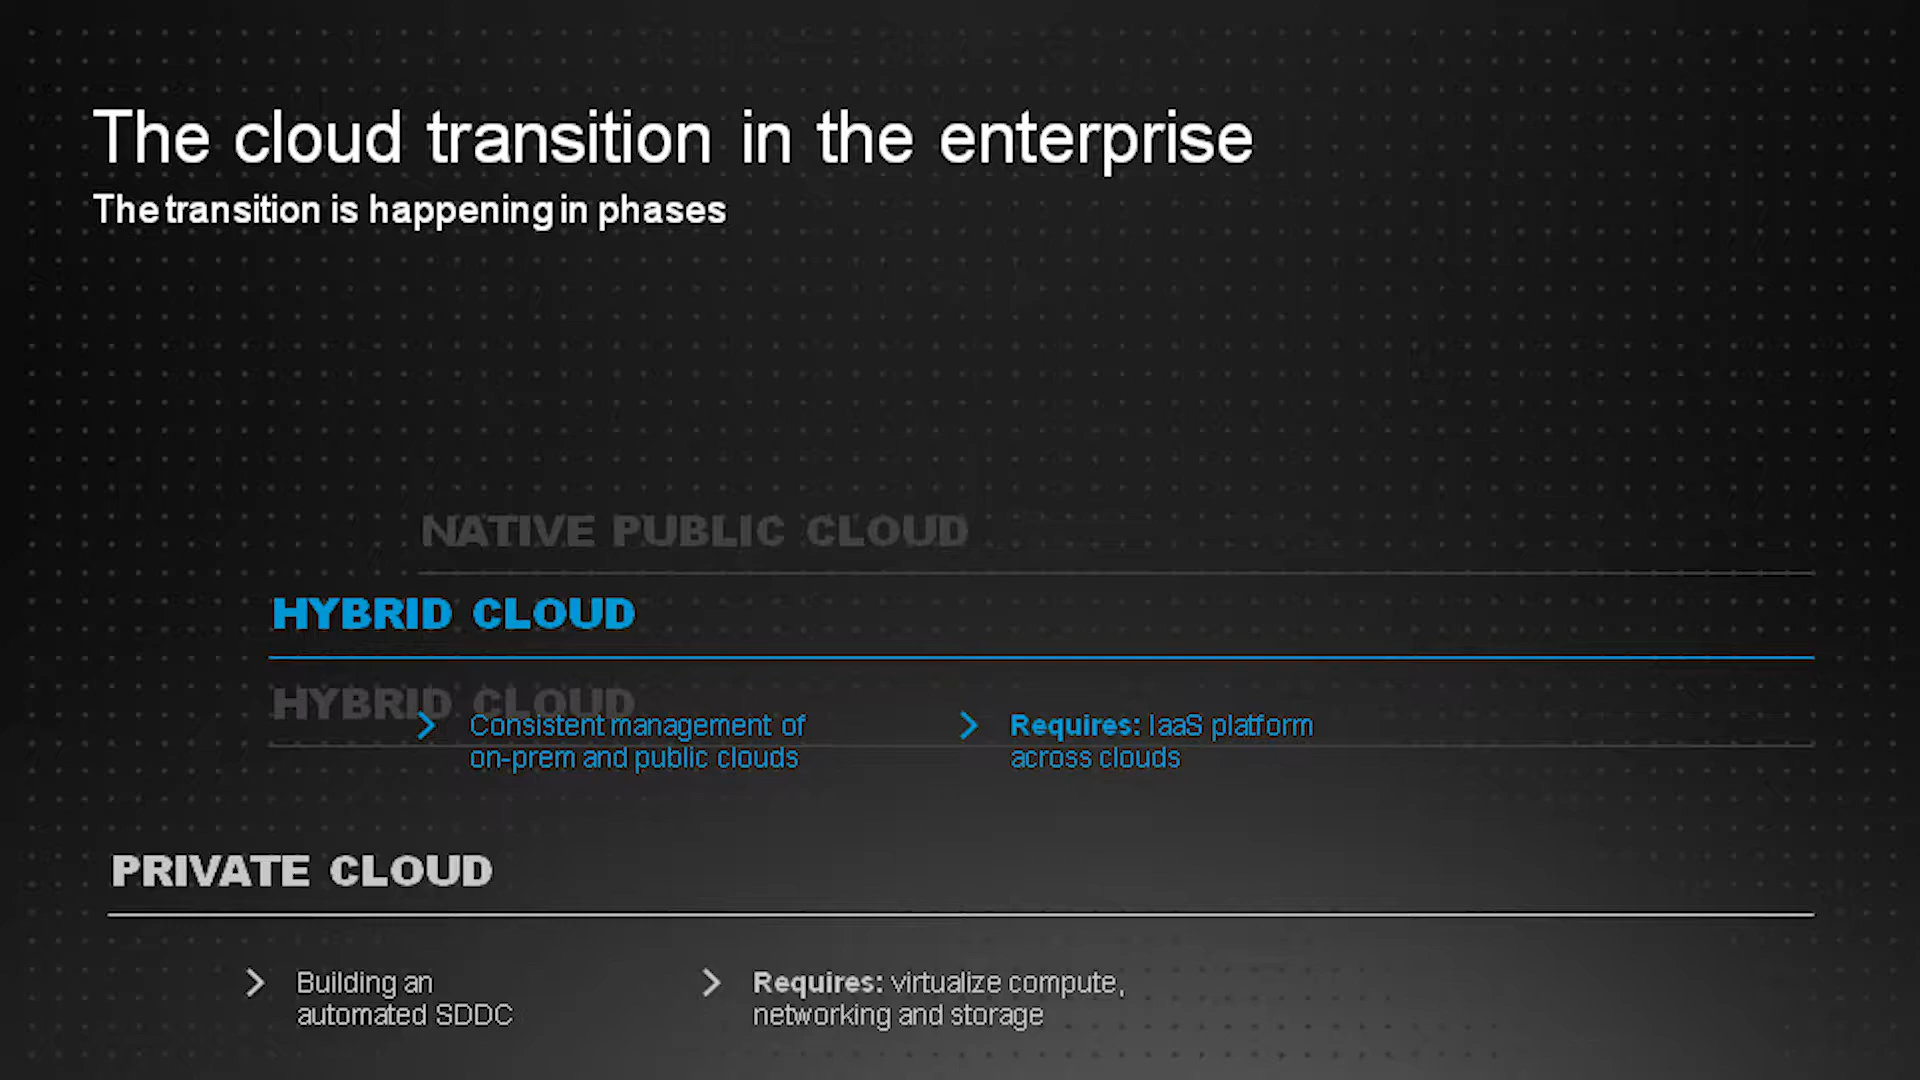 The cloud transition in the enterprise
The transition is happening in phases
NATIVE PUBLIC CLOUD
HYBRID CLOUD
HYBRID CLOUD
Consistent management of
on-prem and public clouds
Requires: IaaS platform
across clouds
PRIVATE CLOUD
Building an
automated SDDC
Requires: virtualize compute,
networking and storage